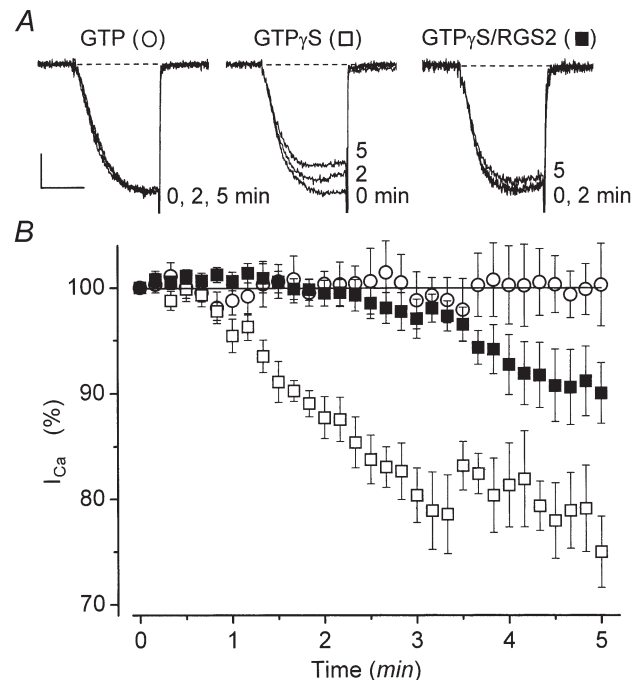 A
GTP (○) GTPγS (□) GTPγS/RGS2 (■)
5
2
0 min
0, 2, 5 min
5
0, 2 min
B
100
90
80
70
I_Ca (%)
0 1 2 3 4 5
Time (min)